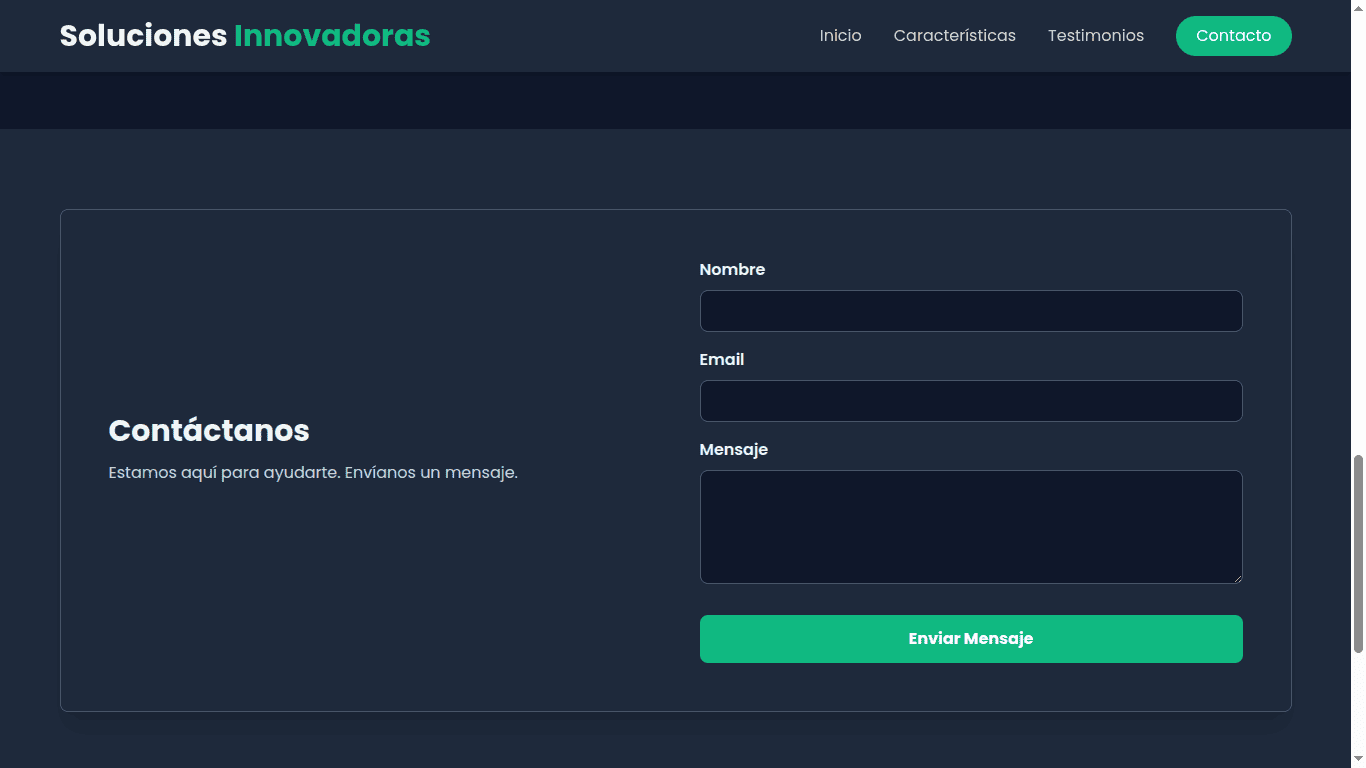 Soluciones Innovadoras
Inicio
Características
Testimonios
Contacto
Contáctanos
Estamos aquí para ayudarte. Envíanos un mensaje.
Nombre
Email
Mensaje
Enviar Mensaje